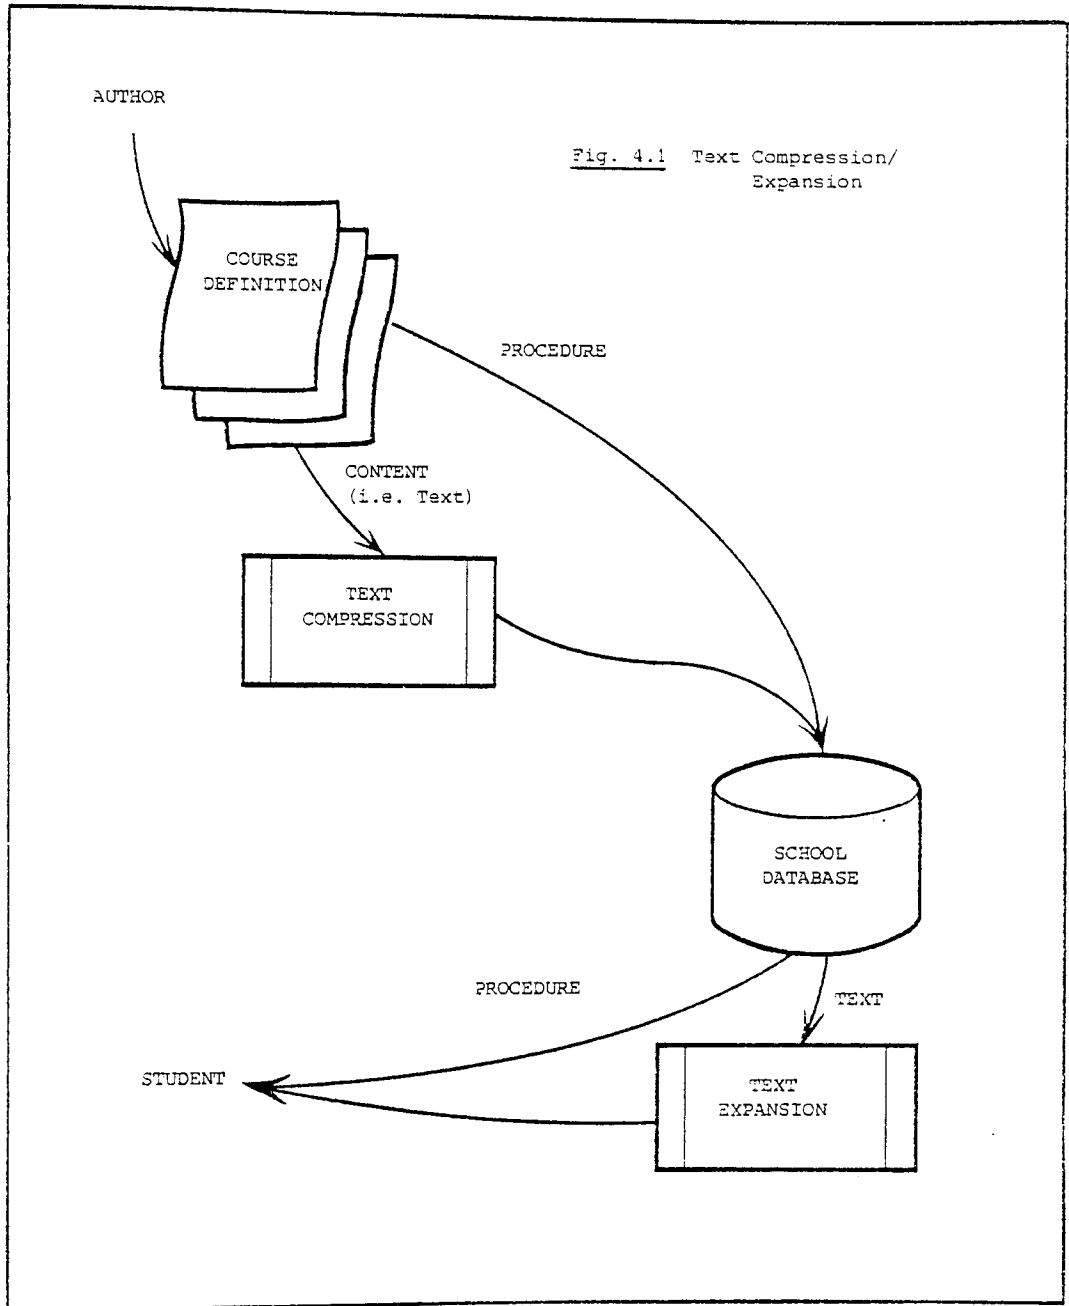 AUTHOR
Fig. 4.1 Text Compression/
Expansion
COURSE
DEFINITION
PROCEDURE
CONTENT
(i.e. Text)
TEXT
COMPRESSION
SCHOOL
DATABASE
PROCEDURE
TEXT
STUDENT
TEXT
EXPANSION